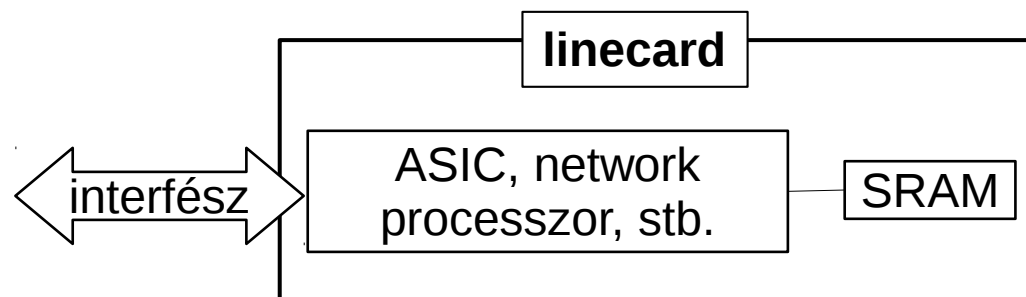 linecard
ASIC, network
processzor, stb.
interfész
SRAM